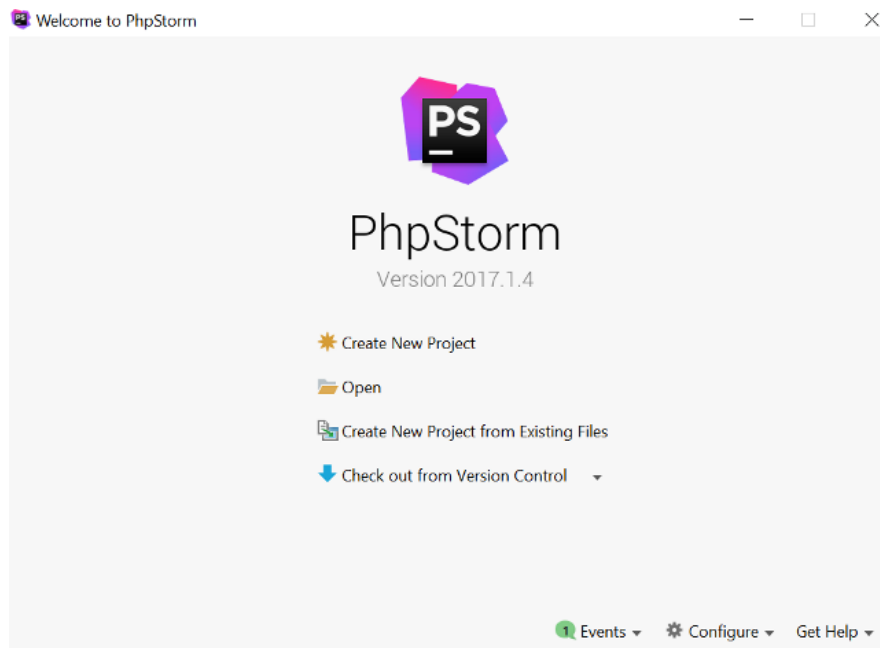 Welcome to PhpStorm
PS
PhpStorm
Version 2017.1.4
Create New Project
Open
Create New Project from Existing Files
Check out from Version Control
1 Events Configure Get Help